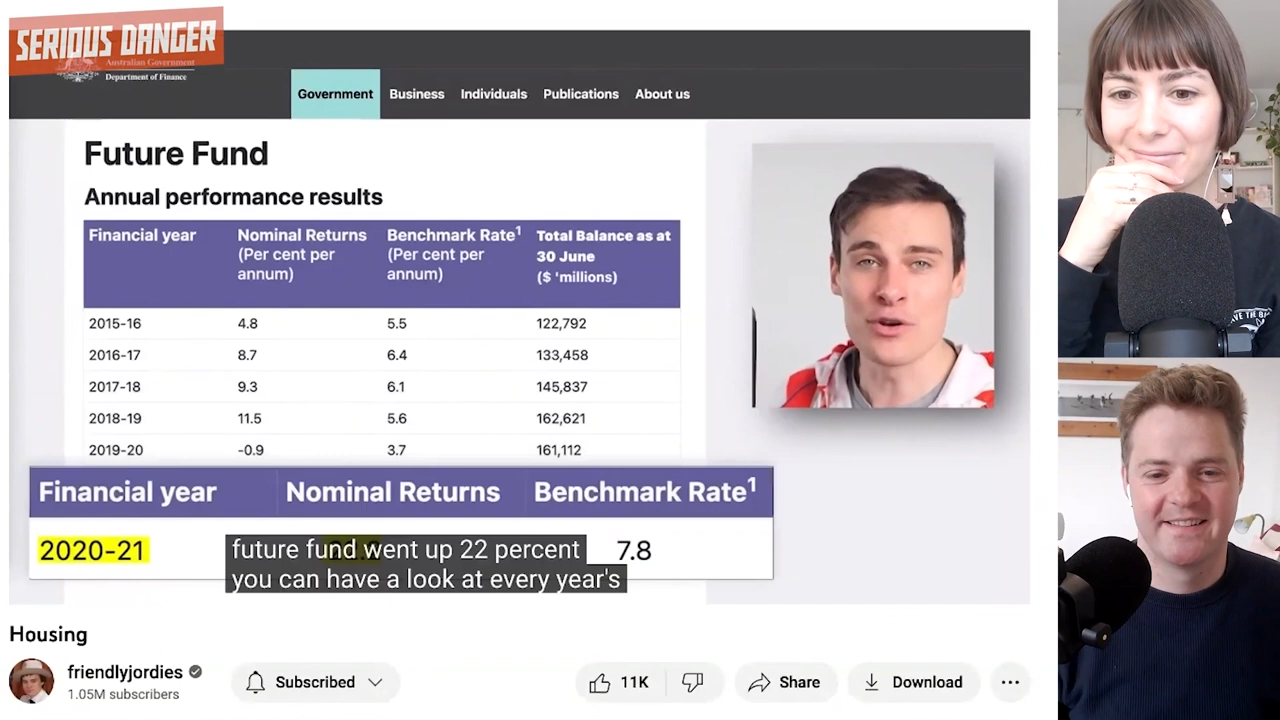 SERIOUS DANGER
Australian Government
Department of Finance
Government Business Individuals Publications About us
Future Fund
Annual performance results
Financial year Nominal Returns (Per cent per annum) Benchmark Rate1 (Per cent per annum) Total Balance as at 30 June ($ 'millions)
2015-16 4.8 5.5 122,792
2016-17 8.7 6.4 133,458
2017-18 9.3 6.1 145,837
2018-19 11.5 5.6 162,621
2019-20 -0.9 3.7 161,112
Financial year Nominal Returns Benchmark Rate1
2020-21 7.8
future fund went up 22 percent
you can have a look at every year's
Housing
friendlyjordies
1.05M subscribers
Subscribed
11K
Share
Download